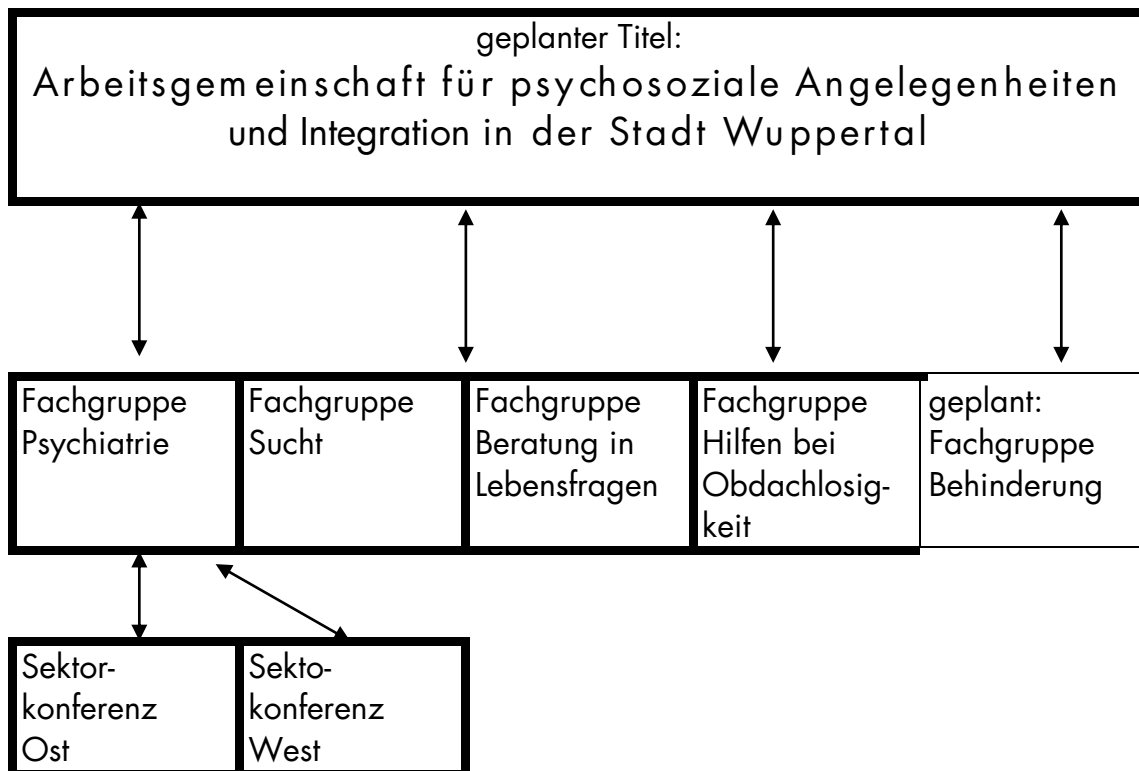 geplanter Titel:
Arbeitsgemeinschaft für psychosoziale Angelegenheiten
und Integration in der Stadt Wuppertal
Fachgruppe
Psychiatrie
Fachgruppe
Sucht
Fachgruppe
Beratung in
Lebensfragen
Fachgruppe
Hilfen bei
Obdachlosig-
keit
geplant:
Fachgruppe
Behinderung
Sektor-
konferenz
Ost
Sekto-
konferenz
West